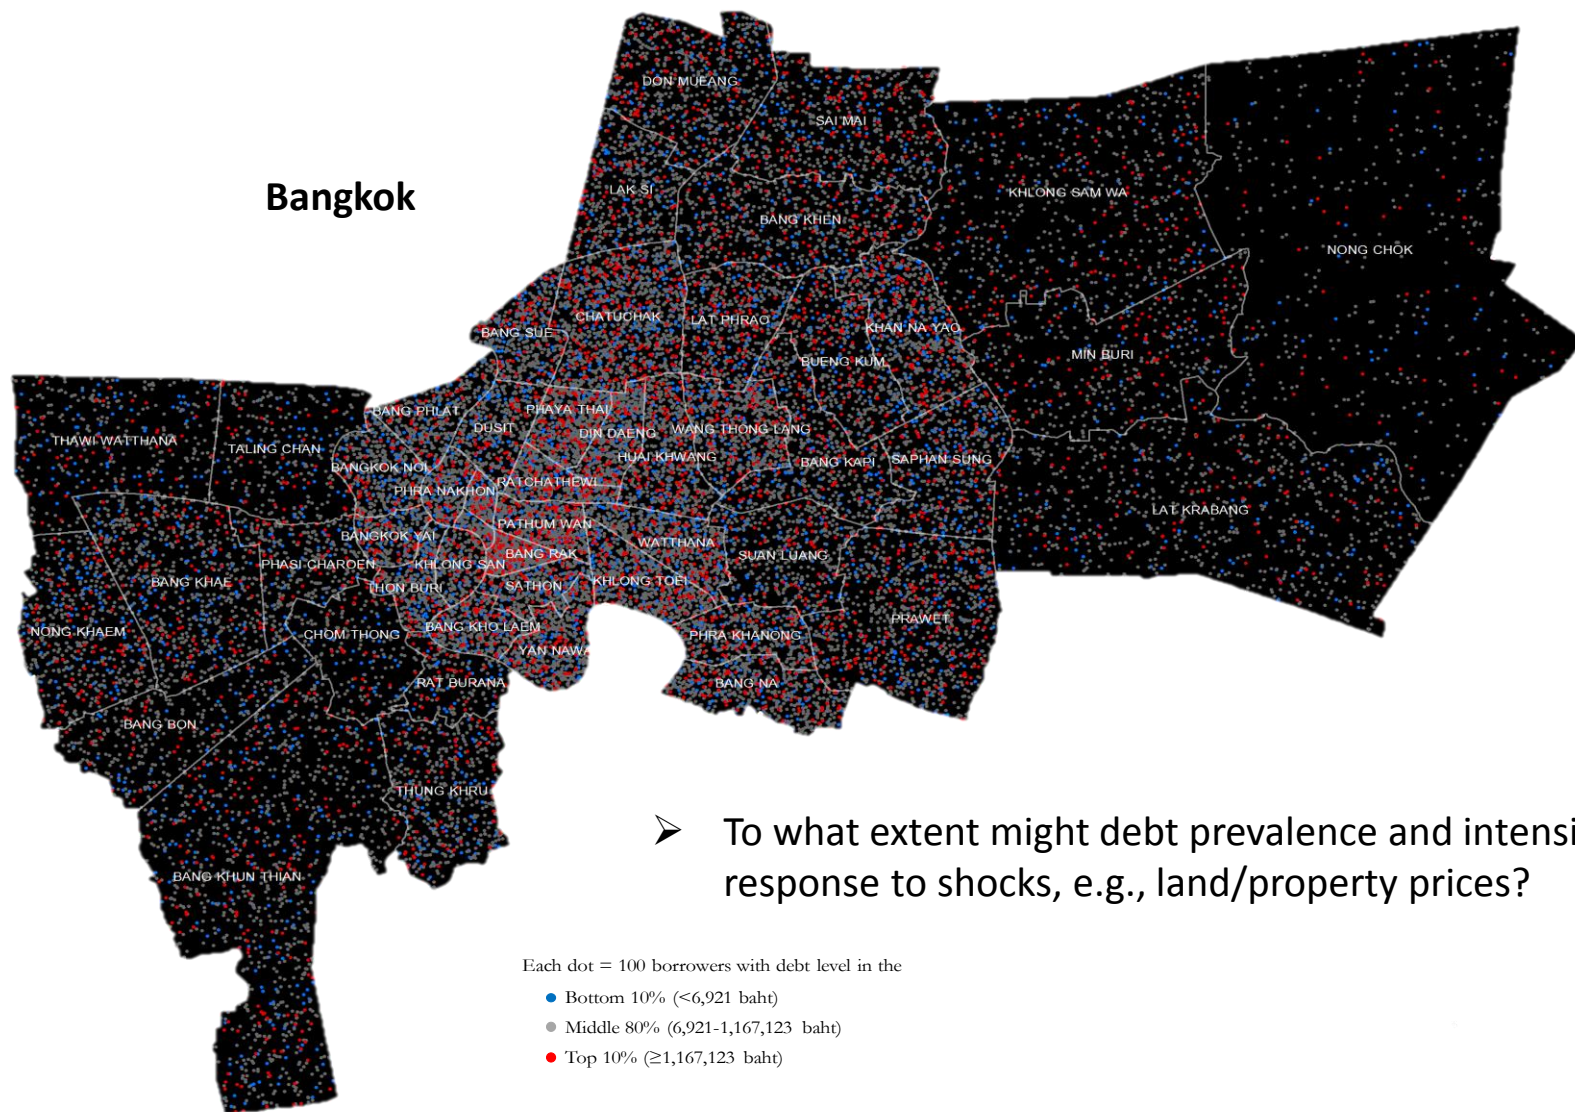 DON MUEANG
SAI MAI
Bangkok
LAK SI
KHLONG SAM WA
BANG KHEN
NONG CHOK
CHATUCHAK
LAT PHRAO
BANG SUE
KHAN NA YAO
MIN BURI
BUENG KUM
BANG PHLAT
PHAYA THAI
DUSIT
DIN DAENG
WANG THONG LANG
THAWI WATTHANA
TALING CHAN
HUAI KHWANG
BANG KAPI
SAPHAN SUNG
BANGKOK NOI
RATCHATHEWI
PHRA NAKHON
LAT KRABANG
PATHUM WAN
BANGKOK YAI
WATTHANA
BANG RAK
SUAN LUANG
PHASI CHAROEN
KHLONG SAN
BANG KHAE
THON BURI
SATHON
KHLONG TOEI
PRAWET
NONG KHAEM
CHOM THONG
BANG KHO LAEM
PHRA KHANONG
YAN NAWA
RAT BURANA
BANG NA
BANG BON
THUNG KHRU
BANG KHUN THIAN
➢ To what extent might debt prevalence and intensi
response to shocks, e.g., land/property prices?
Each dot = 100 borrowers with debt level in the
● Bottom 10% (<6,921 baht)
● Middle 80% (6,921-1,167,123 baht)
● Top 10% (≥1,167,123 baht)